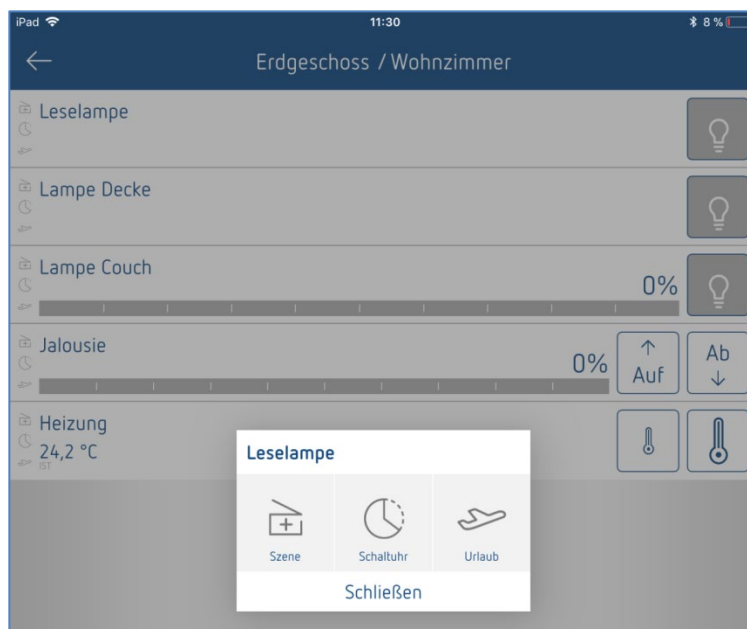 iPad 11:30 8 %
Erdgeschoss / Wohnzimmer
Leselampe
Lampe Decke
Lampe Couch
0%
Jalousie
0%
Auf
Ab
Heizung
24,2 °C
IST
Leselampe
Szene Schaltuhr Urlaub
Schließen